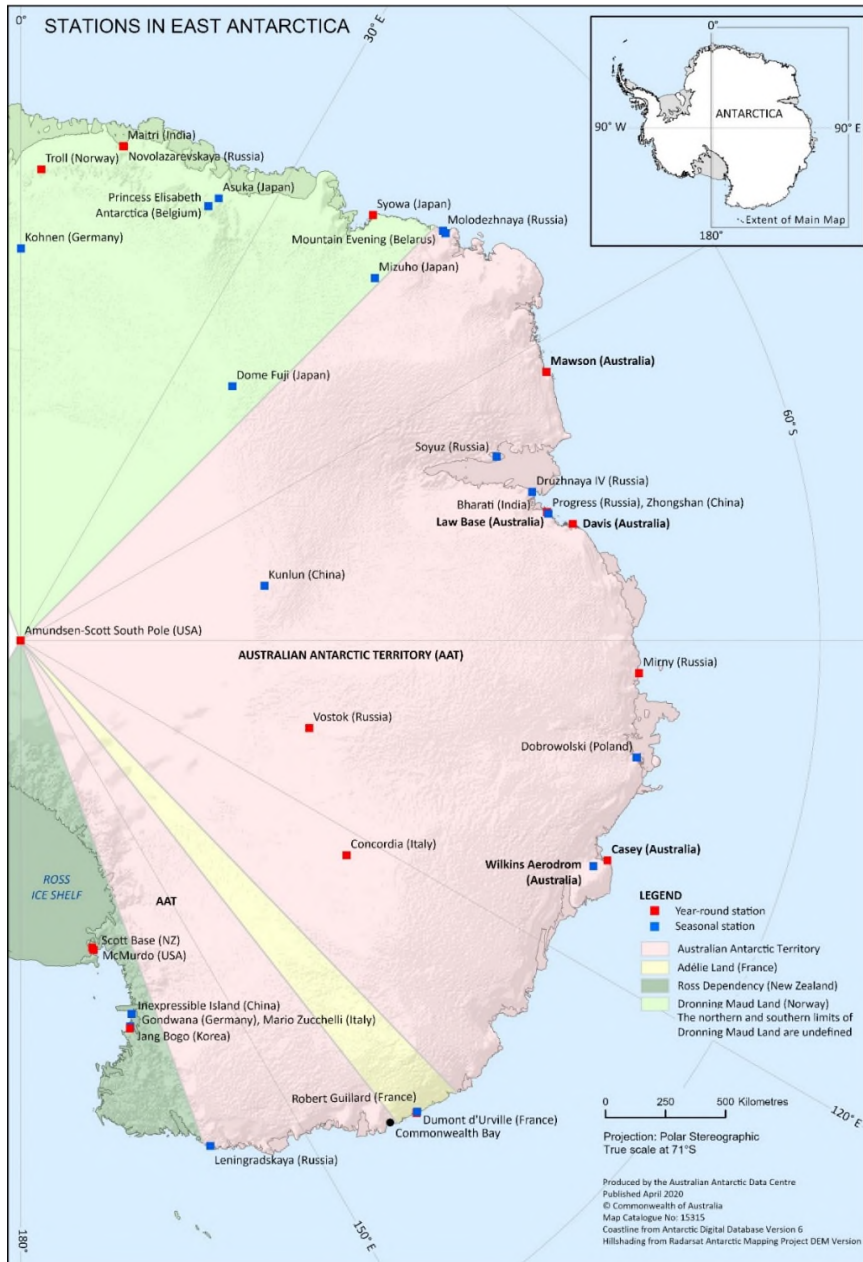 STATIONS IN EAST ANTARCTICA
0°
30° E
0°
ANTARCTICA
90° W
90° E
Extent of Main Map
180°
Maitri (India)
Troll (Norway)
Novolazarevskaya (Russia)
Asuka (Japan)
Princess Elisabeth
Antarctica (Belgium)
Syowa (Japan)
Molodezhnaya (Russia)
Kohnen (Germany)
Mountain Evening (Belarus)
Mizuho (Japan)
Mawson (Australia)
Dome Fuji (Japan)
60° S
Soyuz (Russia)
Druzhnaya IV (Russia)
Bharati (India)
Progress (Russia), Zhongshan (China)
Law Base (Australia)
Davis (Australia)
Kunlun (China)
Amundsen-Scott South Pole (USA)
AUSTRALIAN ANTARCTIC TERRITORY (AAT)
Mirny (Russia)
Vostok (Russia)
Dobrowolski (Poland)
Concordia (Italy)
Casey (Australia)
Wilkins Aerodrom
(Australia)
ROSS
ICE SHELF
AAT
LEGEND
Year-round station
Seasonal station
Australian Antarctic Territory
Adélie Land (France)
Ross Dependency (New Zealand)
Dronning Maud Land (Norway)
The northern and southern limits of
Dronning Maud Land are undefined
Scott Base (NZ)
McMurdo (USA)
Inexpressible Island (China)
Gondwana (Germany), Mario Zucchelli (Italy)
Jang Bogo (Korea)
Robert Guillard (France)
Dumont d'Urville (France)
Commonwealth Bay
Leningradskaya (Russia)
0 250 500 Kilometres
120° E
Projection: Polar Stereographic
True scale at 71°S
Produced by the Australian Antarctic Data Centre
Published April 2020
© Commonwealth of Australia
Map Catalogue No: 15315
Coastline from Antarctic Digital Database Version 6
Hillshading from Radarsat Antarctic Mapping Project DEM Version
150° E
180°